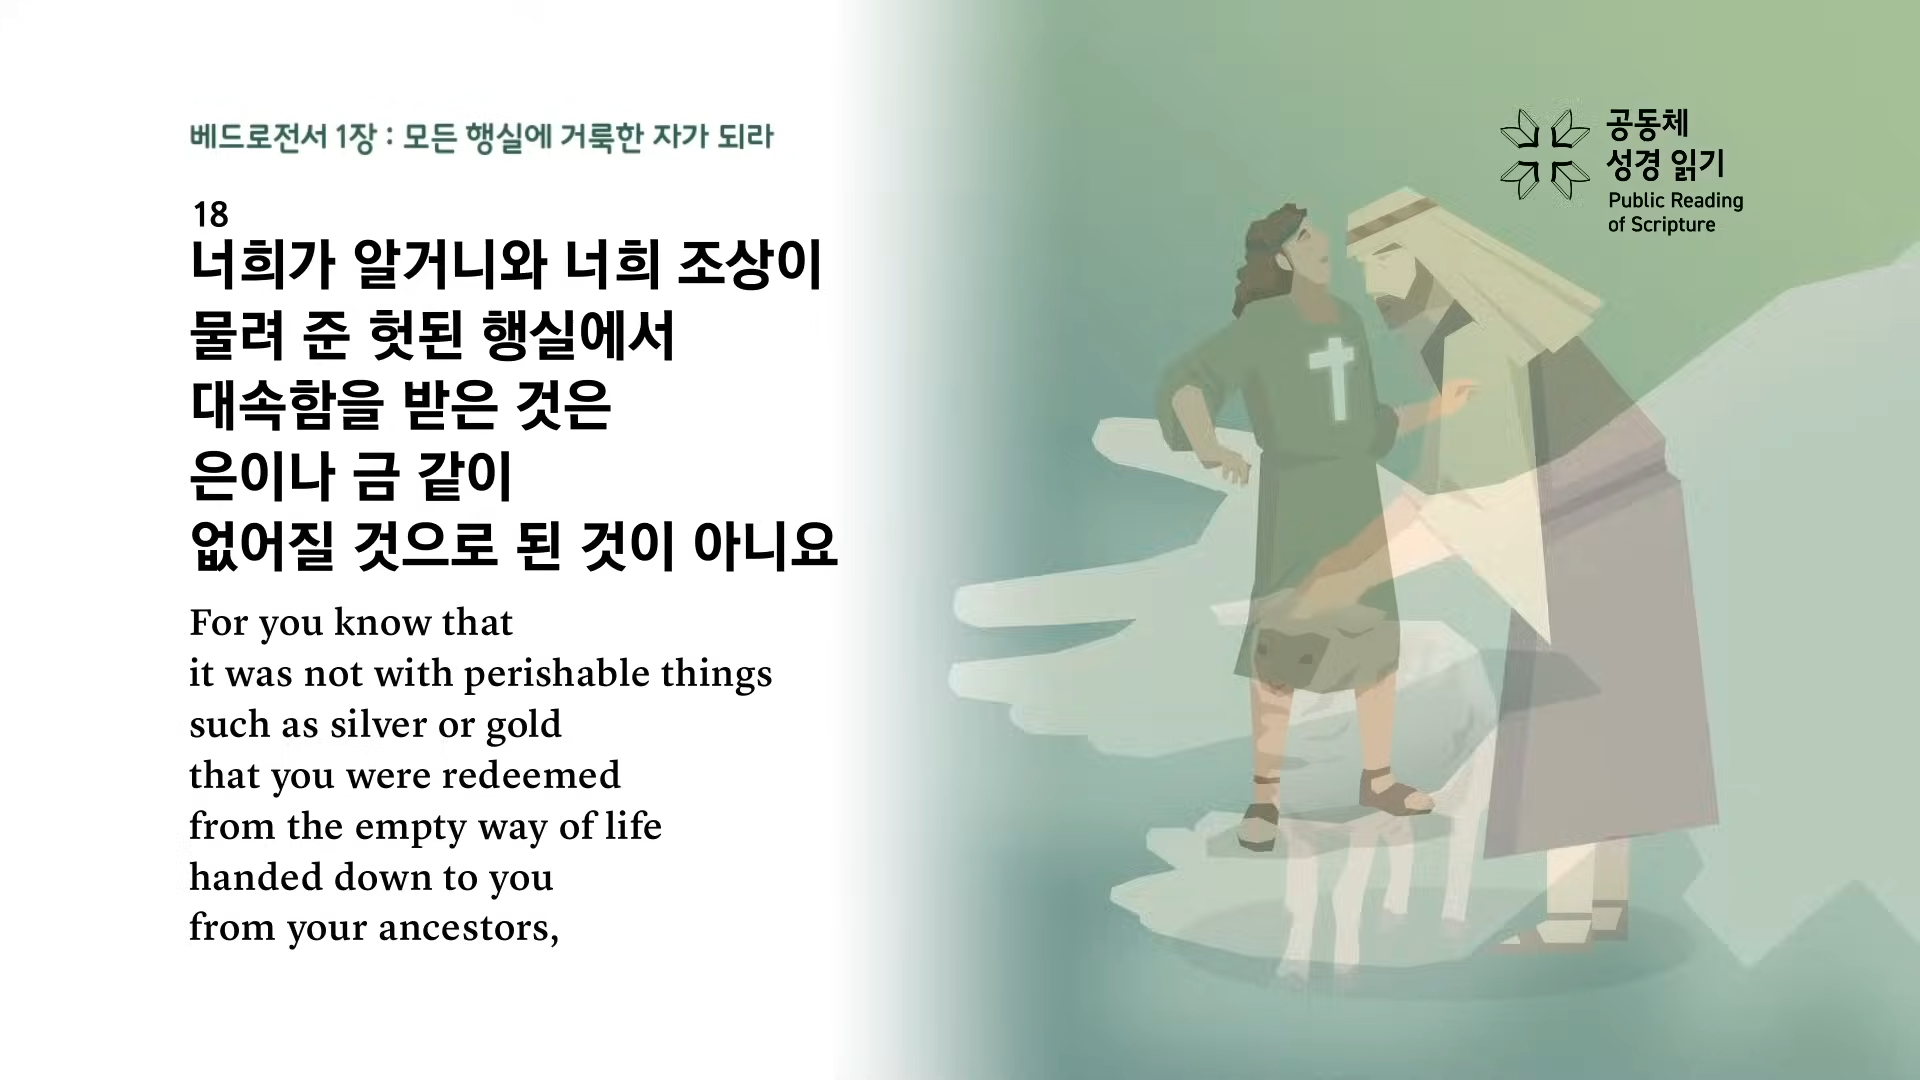 베드로전서 1장 : 모든 행실에 거룩한 자가 되라
18
너희가 알거니와 너희 조상이
물려 준 헛된 행실에서
대속함을 받은 것은
은이나 금 같이
없어질 것으로 된 것이 아니요
For you know that
it was not with perishable things
such as silver or gold
that you were redeemed
from the empty way of life
handed down to you
from your ancestors,
공동체
성경 읽기
Public Reading
of Scripture